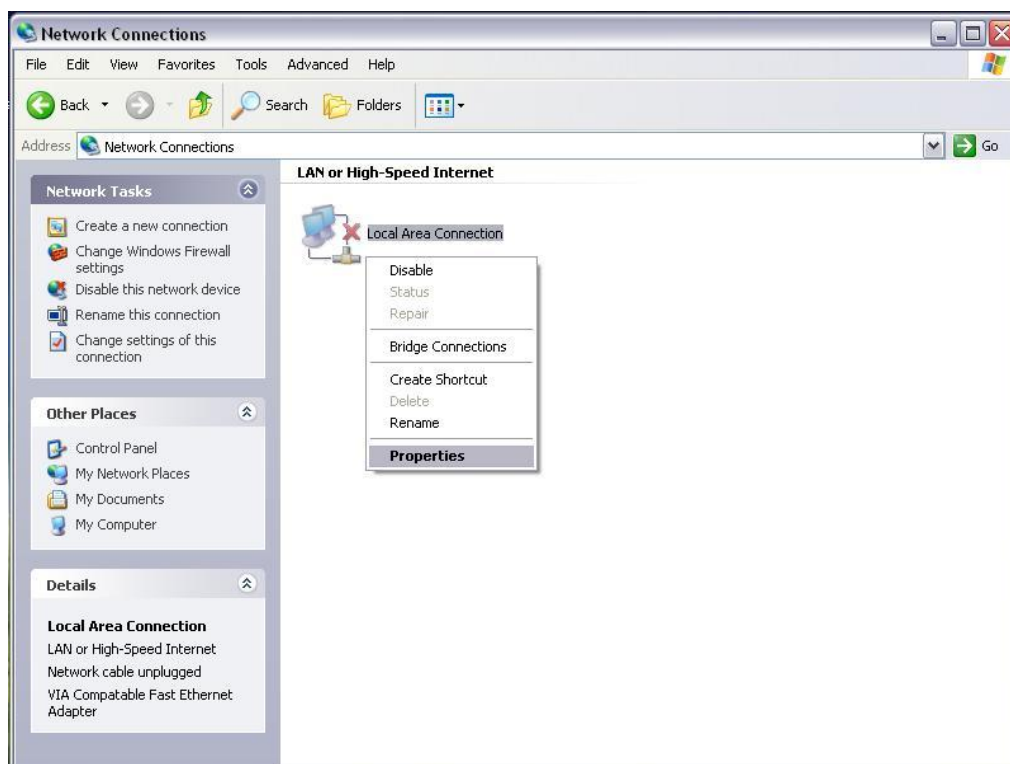 Network Connections
File Edit View Favorites Tools Advanced Help
Back Search Folders
Address Network Connections Go
LAN or High-Speed Internet
Network Tasks
Create a new connection
Change Windows Firewall
settings
Disable this network device
Rename this connection
Change settings of this
connection
Other Places
Control Panel
My Network Places
My Documents
My Computer
Details
Local Area Connection
LAN or High-Speed Internet
Network cable unplugged
VIA Compatable Fast Ethernet
Adapter
Local Area Connection
Disable
Status
Repair
Bridge Connections
Create Shortcut
Delete
Rename
Properties